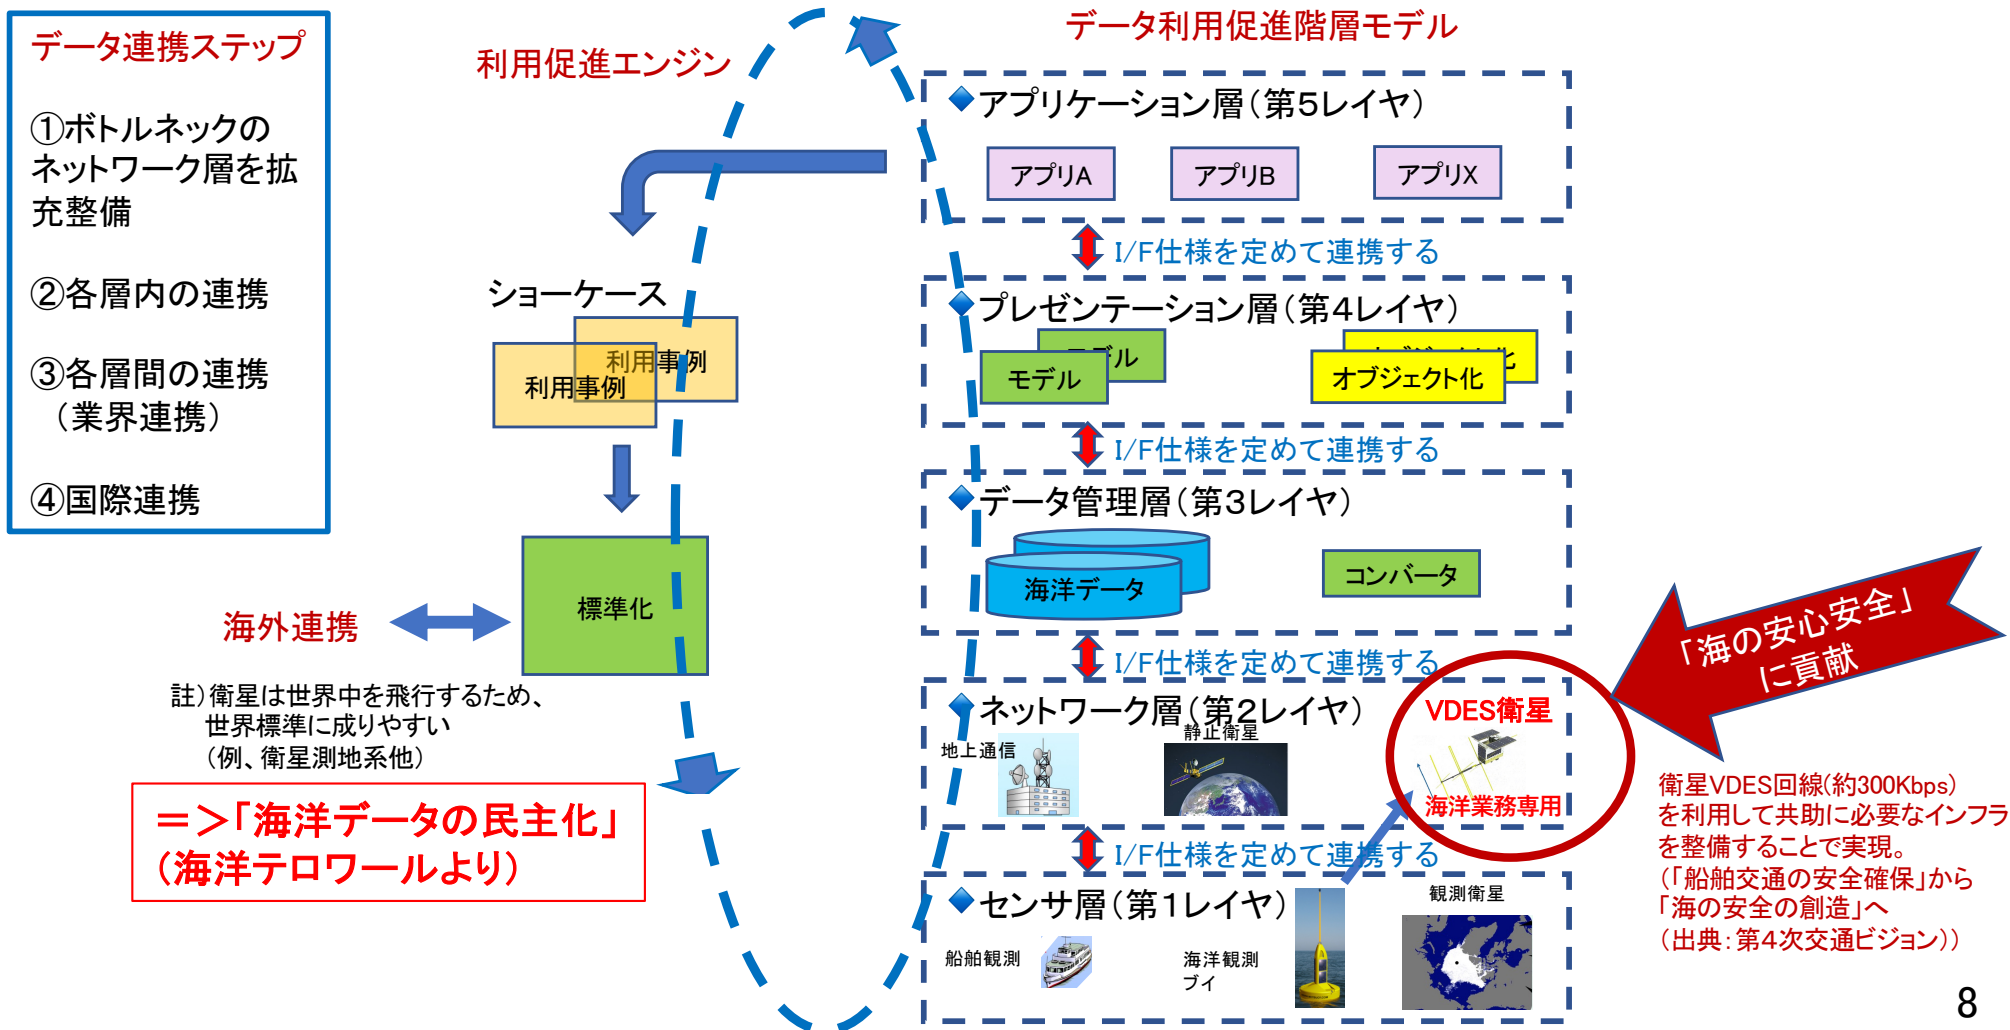 データ連携ステップ
①ボトルネックの
ネットワーク層を拡
充整備
②各層内の連携
③各層間の連携
（業界連携）
④国際連携
利用促進エンジン
ショーケース
利用事例
利用事例
標準化
海外連携
註）衛星は世界中を飛行するため、
世界標準に成りやすい
（例、衛星測地系他）
＝＞「海洋データの民主化」
（海洋テロワールより）
データ利用促進階層モデル
アプリケーション層（第5レイヤ）
アプリA
アプリB
アプリX
I/F仕様を定めて連携する
プレゼンテーション層（第4レイヤ）
モデル
モデル
オブジェクト化
オブジェクト化
I/F仕様を定めて連携する
データ管理層（第3レイヤ）
海洋データ
コンバータ
I/F仕様を定めて連携する
ネットワーク層（第2レイヤ）
地上通信
静止衛星
VDES衛星
海洋業務専用
I/F仕様を定めて連携する
センサ層（第1レイヤ）
船舶観測
海洋観測
ブイ
観測衛星
「海の安心安全」
に貢献
衛星VDES回線(約300Kbps)
を利用して共助に必要なインフラ
を整備することで実現。
（「船舶交通の安全確保」から
「海の安全の創造」へ
（出典：第4次交通ビジョン））
8